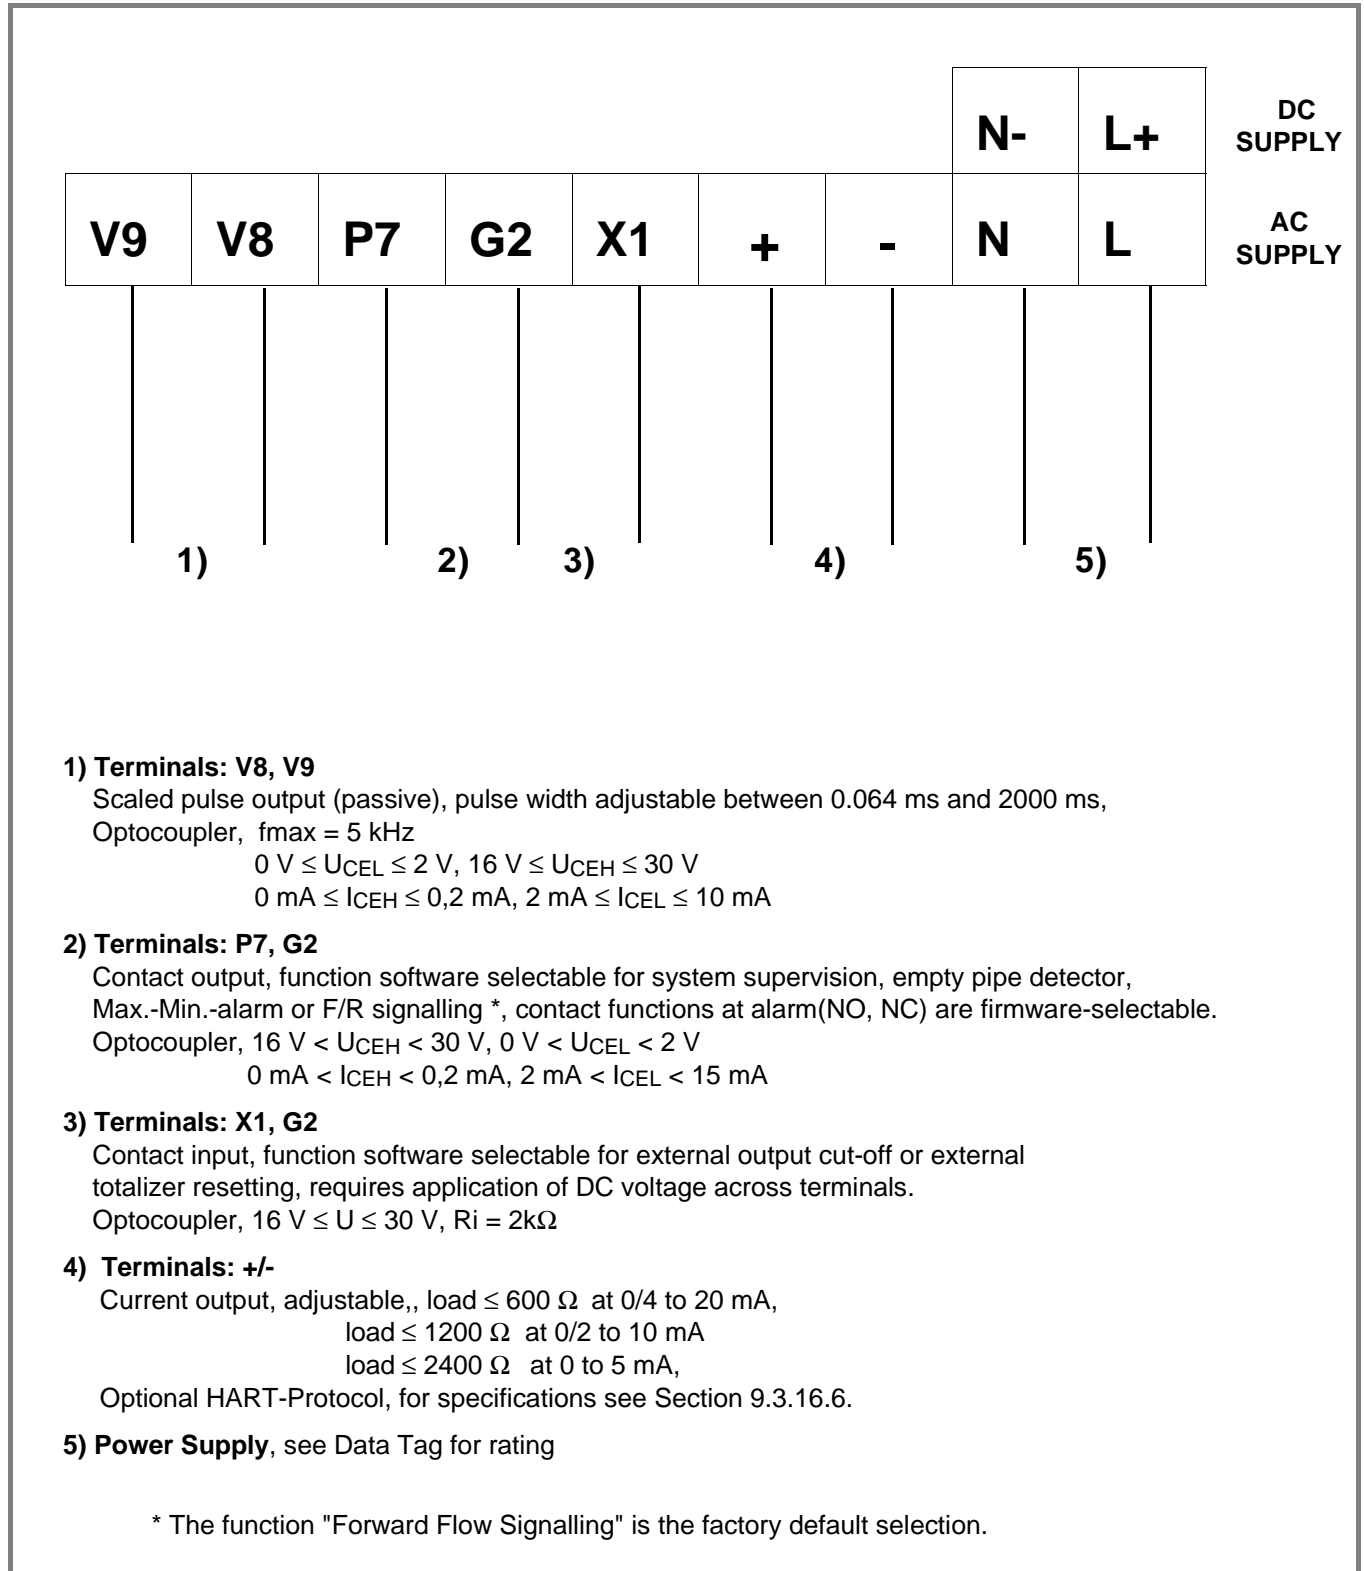 N- L+ DC
SUPPLY
V9 V8 P7 G2 X1 + - N L AC
SUPPLY
1) 2) 3) 4) 5)
1) Terminals: V8, V9
Scaled pulse output (passive), pulse width adjustable between 0.064 ms and 2000 ms,
Optocoupler, fmax = 5 kHz
0 V ≤ UCEL ≤ 2 V, 16 V ≤ UCEH ≤ 30 V
0 mA ≤ ICEH ≤ 0,2 mA, 2 mA ≤ ICEL ≤ 10 mA
2) Terminals: P7, G2
Contact output, function software selectable for system supervision, empty pipe detector,
Max.-Min.-alarm or F/R signalling *, contact functions at alarm(NO, NC) are firmware-selectable.
Optocoupler, 16 V < UCEH < 30 V, 0 V < UCEL < 2 V
0 mA < ICEH < 0,2 mA, 2 mA < ICEL < 15 mA
3) Terminals: X1, G2
Contact input, function software selectable for external output cut-off or external
totalizer resetting, requires application of DC voltage across terminals.
Optocoupler, 16 V ≤ U ≤ 30 V, Ri = 2kΩ
4) Terminals: +/-
Current output, adjustable,, load ≤ 600 Ω at 0/4 to 20 mA,
load ≤ 1200 Ω at 0/2 to 10 mA
load ≤ 2400 Ω at 0 to 5 mA,
Optional HART-Protocol, for specifications see Section 9.3.16.6.
5) Power Supply, see Data Tag for rating
* The function "Forward Flow Signalling" is the factory default selection.